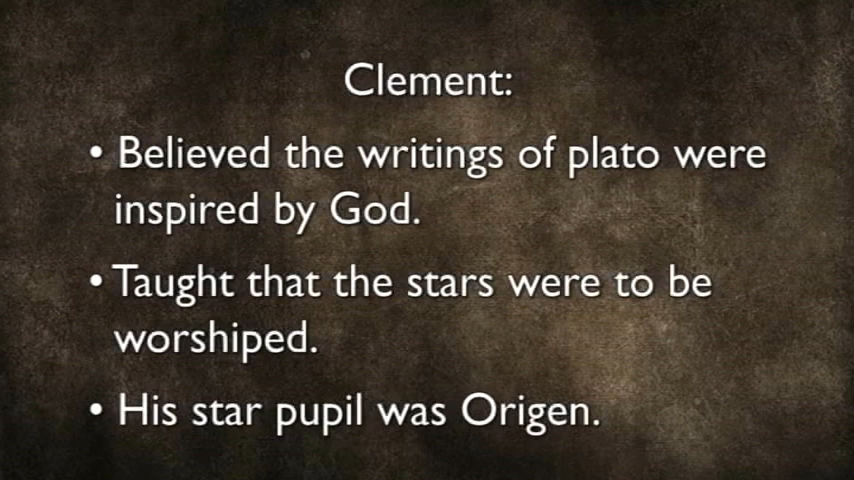 Clement:
• Believed the writings of plato were
inspired by God.
• Taught that the stars were to be
worshiped.
• His star pupil was Origen.